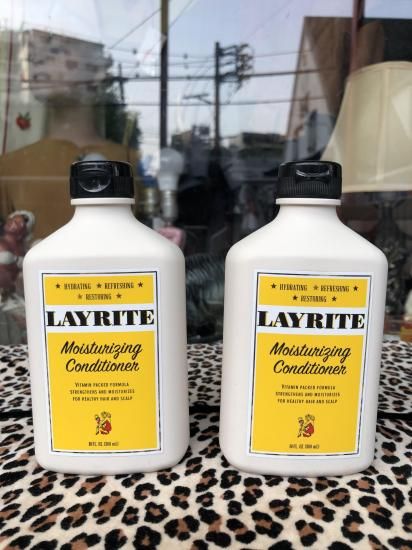 ★ HYDRATING ★ REFRESHING ★
★ RESTORING ★
LAYRITE
Moisturizing
Conditioner
VITAMIN PACKED FORMULA
STRENGTHENS AND MOISTURIZES
FOR HEALTHY HAIR AND SCALP
10 FL. OZ. (300 ml)
★ HYDRATING ★ REFRESHING ★
★ RESTORING ★
LAYRITE
Moisturizing
Conditioner
VITAMIN PACKED FORMULA
STRENGTHENS AND MOISTURIZES
FOR HEALTHY HAIR AND SCALP
10 FL. OZ. (300 ml)